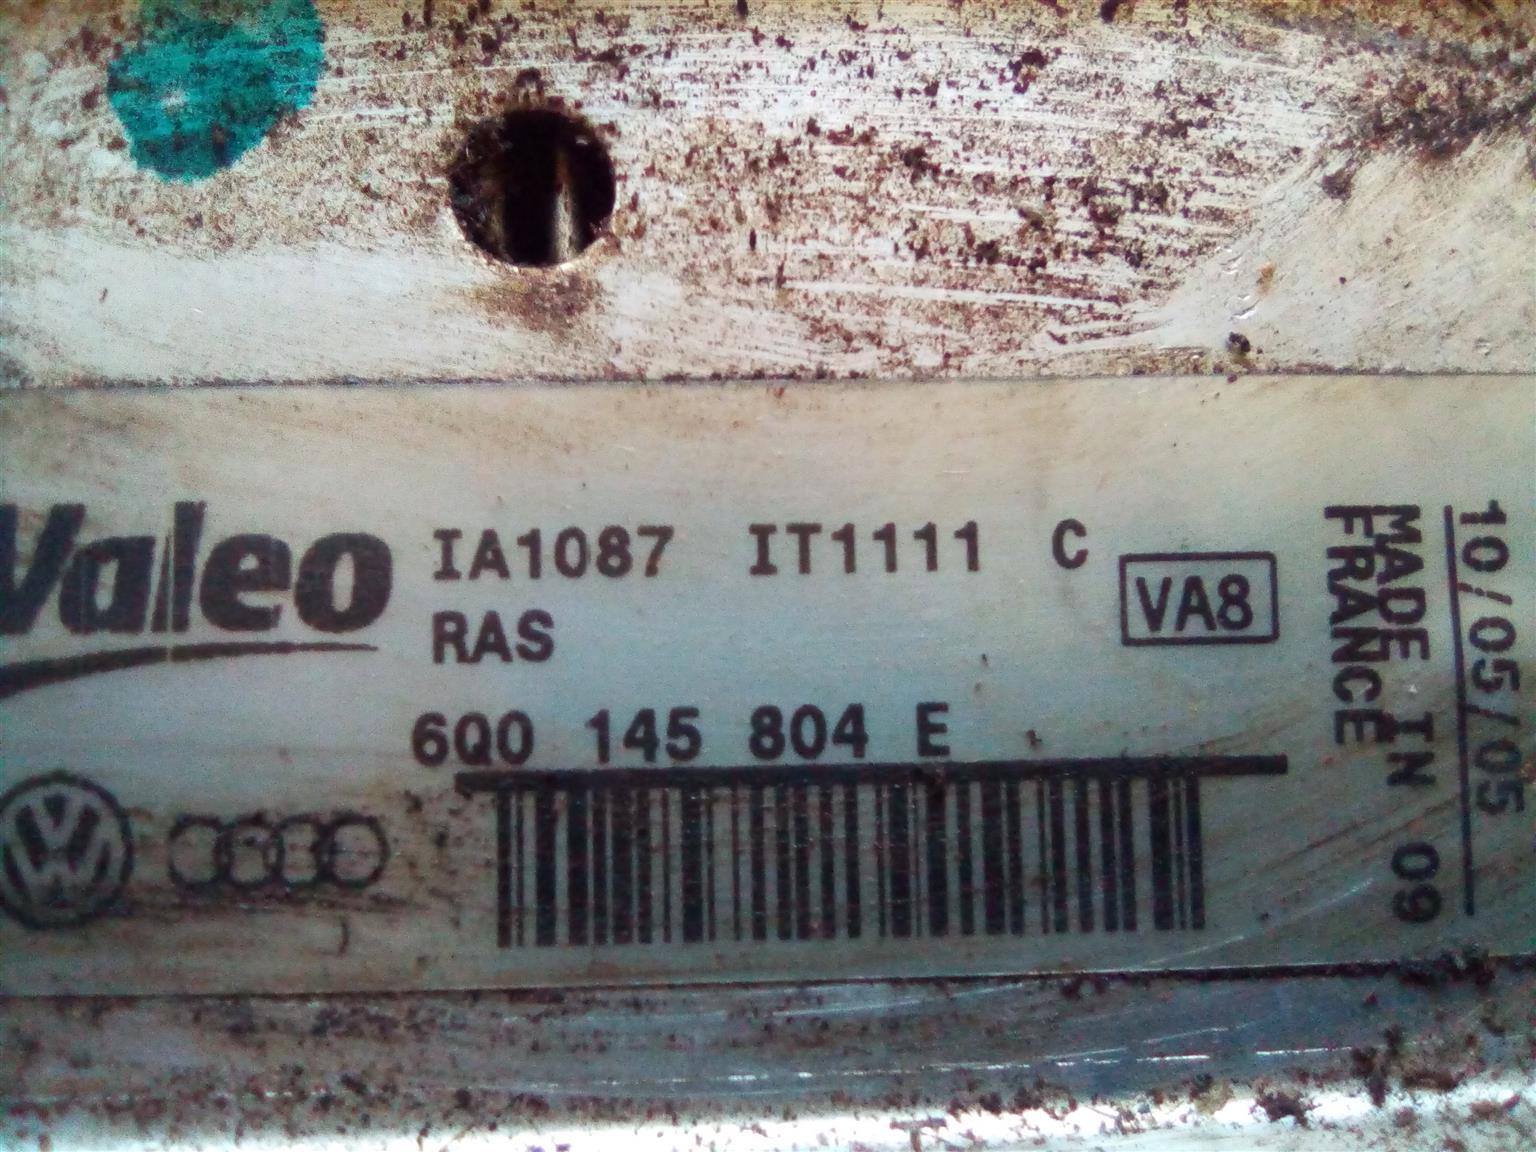 Valeo
IA1087 IT1111 C
RAS
VA8
6Q0 145 804 E
MADE IN 09
FRANCE
10/05/05